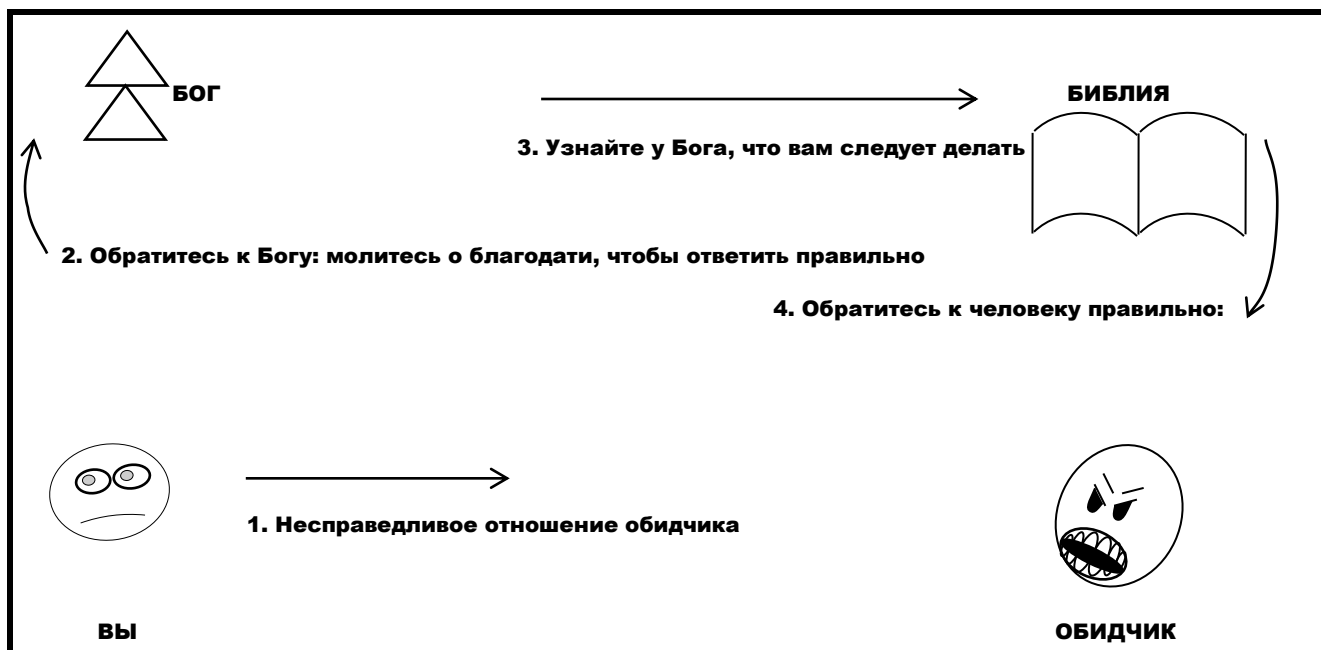 БОГ
БИБЛИЯ
3. Узнайте у Бога, что вам следует делать
2. Обратитесь к Богу: молитесь о благодати, чтобы ответить правильно
4. Обратитесь к человеку правильно:
1. Несправедливое отношение обидчика
ВЫ
ОБИДЧИК